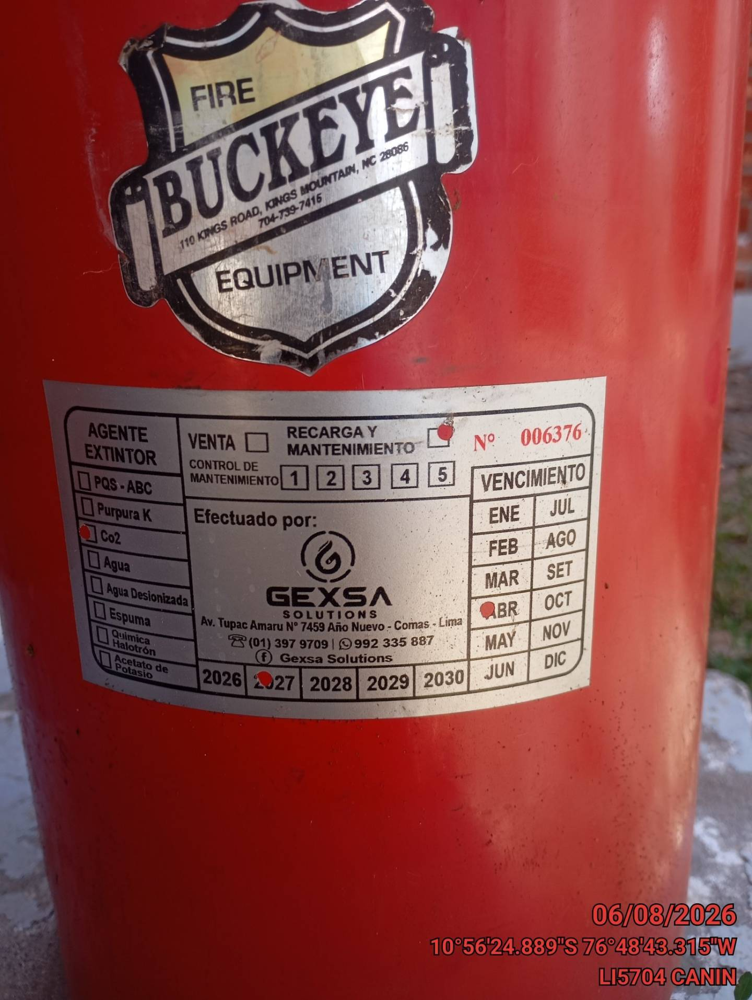 FIRE
BUCKEYE
110 KINGS ROAD, KINGS MOUNTAIN, NC 28086
704-739-7415
EQUIPMENT
AGENTE
EXTINTOR
PQS - ABC
Purpura K
Co2
Agua
Agua Desionizada
Espuma
Quimica
Halotrón
Acetato de
Potasio
VENTA
RECARGA Y
MANTENIMIENTO
Nº 006376
CONTROL DE
MANTENIMIENTO 1 2 3 4 5
Efectuado por:
GEXSA
SOLUTIONS
Av. Tupac Amaru N° 7459 Año Nuevo - Comas - Lima
(01) 397 9709 | 992 335 887
f Gexsa Solutions
2026 2027 2028 2029 2030
VENCIMIENTO
ENE JUL
FEB AGO
MAR SET
ABR OCT
MAY NOV
JUN DIC
06/08/2026
10°56'24.889"S 76°48'43.315"W
LI5704 CANIN